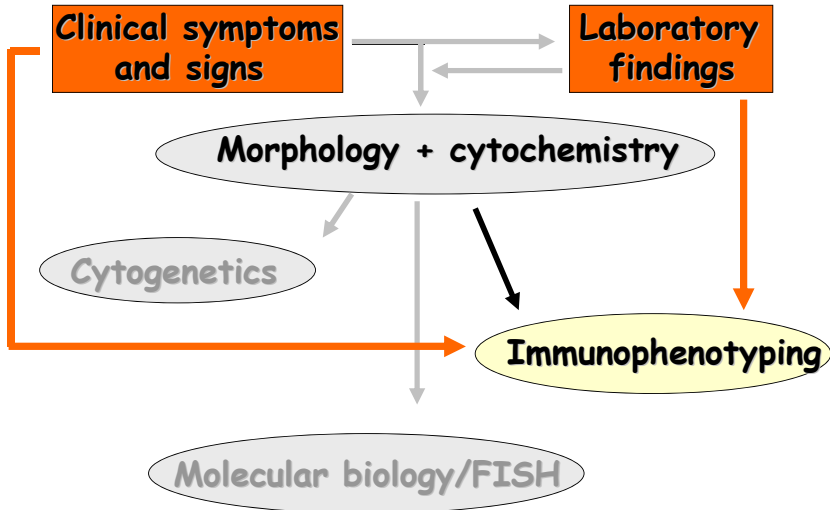 Clinical symptoms
and signs
Laboratory
findings
Morphology + cytochemistry
Cytogenetics
Immunophenotyping
Molecular biology/FISH